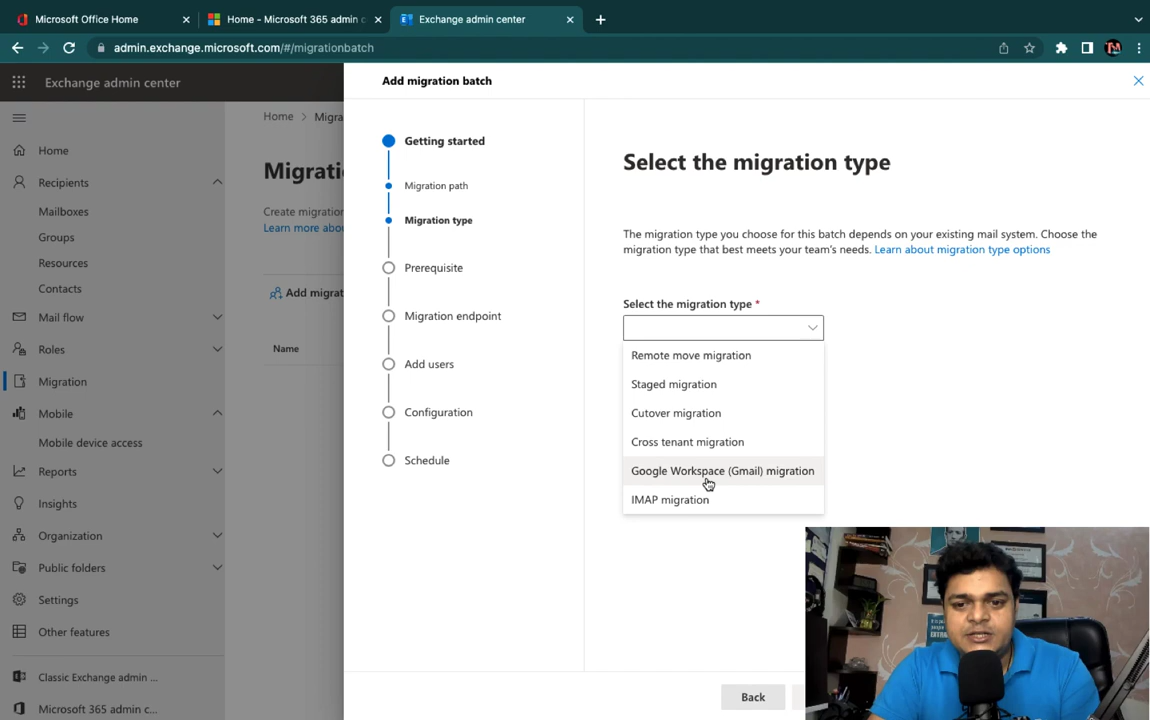 Microsoft Office Home
Home - Microsoft 365 admin c
Exchange admin center
admin.exchange.microsoft.com/#/migrationbatch
Exchange admin center
Home
Recipients
Mailboxes
Groups
Resources
Contacts
Mail flow
Roles
Migration
Mobile
Mobile device access
Reports
Insights
Organization
Public folders
Settings
Other features
Classic Exchange admin ...
Microsoft 365 admin c...
Home > Migra
Migrati
Create migration
Learn more abou
Add migrat
Name
Add migration batch
Getting started
Migration path
Migration type
Prerequisite
Migration endpoint
Add users
Configuration
Schedule
Select the migration type
The migration type you choose for this batch depends on your existing mail system. Choose the
migration type that best meets your team's needs. Learn about migration type options
Select the migration type *
Remote move migration
Staged migration
Cutover migration
Cross tenant migration
Google Workspace (Gmail) migration
IMAP migration
Back